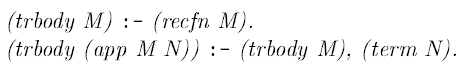 (trbody M) :- (recfn M).
(trbody (app M N)) :- (trbody M), (term N).